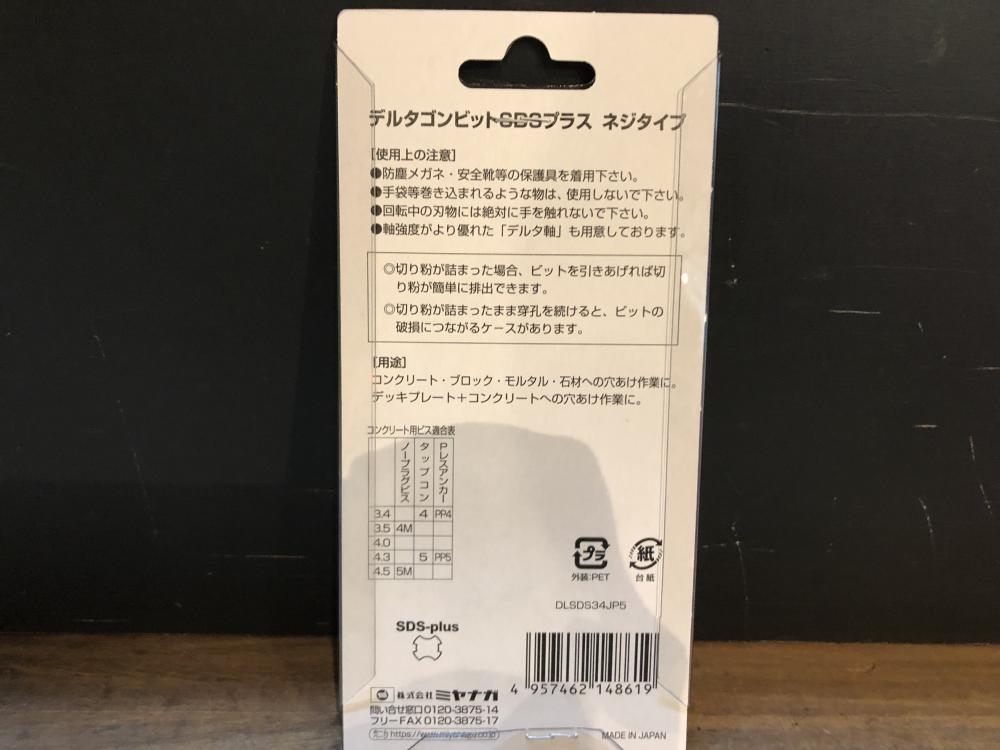 デルタゴンビットSDSプラス ネジタイプ
[使用上の注意]
●防塵メガネ・安全靴等の保護具を着用下さい。
●手袋等巻き込まれるような物は、使用しないで下さい。
●回転中の刃物には絶対に手を触れないで下さい。
●軸強度がより優れた「デルタ軸」も用意しております。
◎切り粉が詰まった場合、ビットを引きあげれば切
り粉が簡単に排出できます。
◎切り粉が詰まったまま穿孔を続けると、ビットの
破損につながるケースがあります。
[用途]
コンクリート・ブロック・モルタル・石材への穴あけ作業に。
デッキプレート+コンクリートへの穴あけ作業に。
コンクリート用ビス適合表
ノープラグビス タップコン Pレスアンカー
3.4 4 PP4
3.5 4M
4.0
4.3 5 PP5
4.5 5M
プラ 紙
外装:PET 台紙
DLSDS34JP5
SDS-plus
4 957462 148619
株式会社ミヤナガ
問い合せ窓口0120-3875-14
フリーFAX0120-3875-17
https://www.miyanaga.co.jp
MADE IN JAPAN